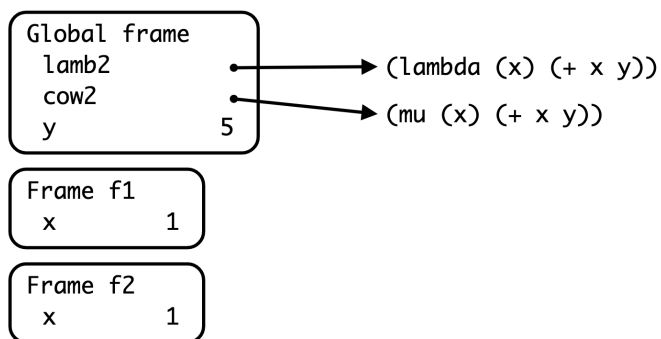 Global frame
lamb2 (lambda (x) (+ x y))
cow2 (mu (x) (+ x y))
y 5
Frame f1
x 1
Frame f2
x 1